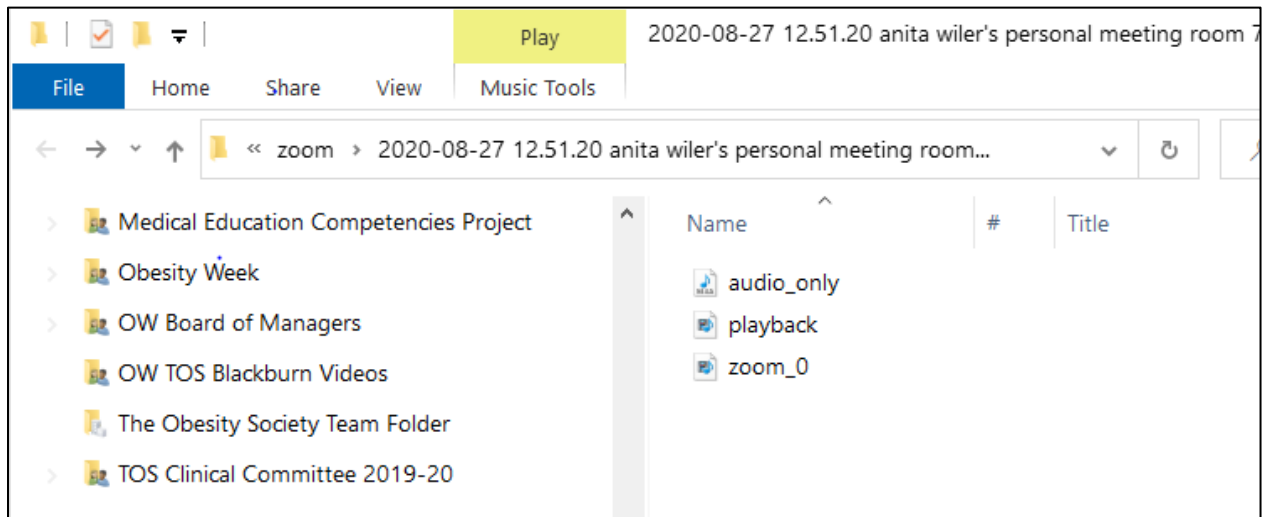 Play 2020-08-27 12.51.20 anita wiler's personal meeting room 7
File Home Share View Music Tools
« zoom › 2020-08-27 12.51.20 anita wiler's personal meeting room...
Medical Education Competencies Project
Obesity Week
OW Board of Managers
OW TOS Blackburn Videos
The Obesity Society Team Folder
TOS Clinical Committee 2019-20
Name # Title
audio_only
playback
zoom_0